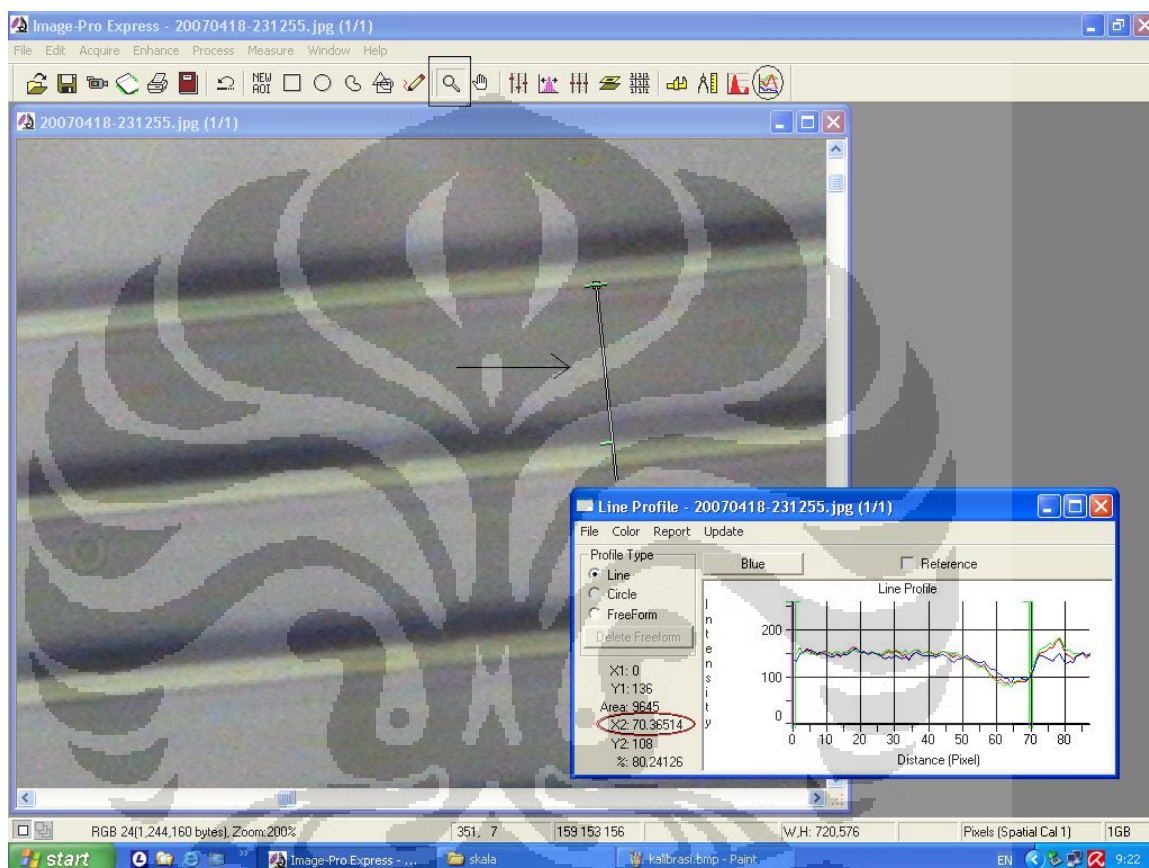 Image-Pro Express - 20070418-231255.jpg (1/1)
File Edit Acquire Enhance Process Measure Window Help
NEW AOI
20070418-231255.jpg (1/1)
Line Profile - 20070418-231255.jpg (1/1)
File Color Report Update
Profile Type
Line
Circle
FreeForm
Delete Freeform
X1: 0
Y1: 136
Area: 9645
X2: 70.36514
Y2: 108
%: 80,24126
Blue
Reference
Line Profile
Intensity
200
100
0
0 10 20 30 40 50 60 70 80
Distance (Pixel)
RGB 24(1,244,160 bytes), Zoom:200% 351, 7 159 153 156 W,H: 720,576 Pixels (Spatial Cal 1) 1GB
start Image-Pro Express - ... skala kalibrasi.bmp - Paint EN 9:22